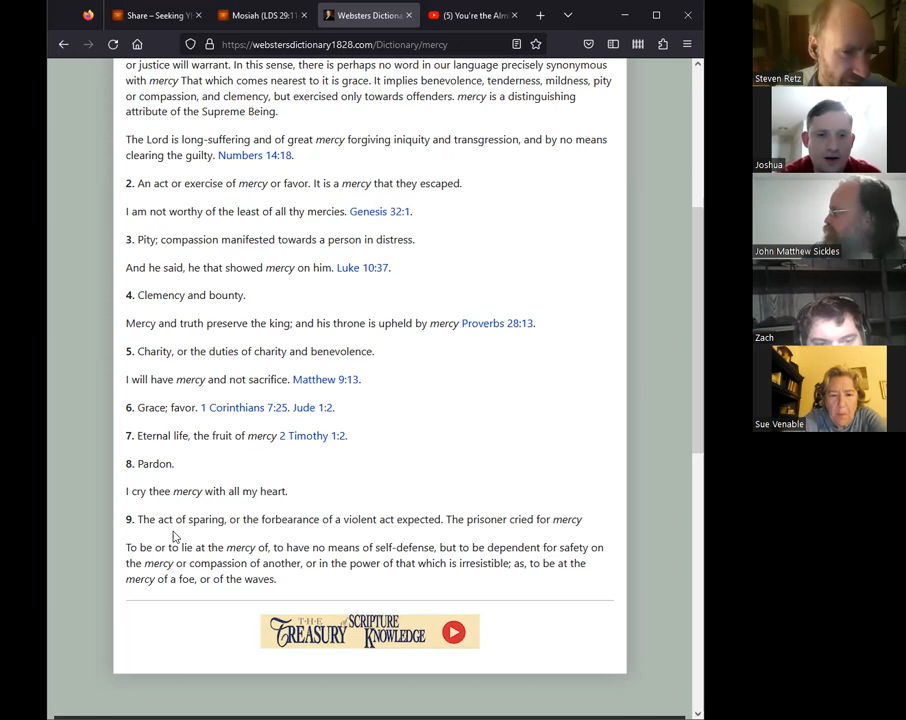 Share – Seeking Y
Mosiah (LDS 29:11
Websters Dictiona
(5) You're the Alm
https://webstersdictionary1828.com/Dictionary/mercy
or justice will warrant. In this sense, there is perhaps no word in our language precisely synonymous
with mercy That which comes nearest to it is grace. It implies benevolence, tenderness, mildness, pity
or compassion, and clemency, but exercised only towards offenders. mercy is a distinguishing
attribute of the Supreme Being.
The Lord is long-suffering and of great mercy forgiving iniquity and transgression, and by no means
clearing the guilty. Numbers 14:18.
2. An act or exercise of mercy or favor. It is a mercy that they escaped.
I am not worthy of the least of all thy mercies. Genesis 32:1.
3. Pity; compassion manifested towards a person in distress.
And he said, he that showed mercy on him. Luke 10:37.
4. Clemency and bounty.
Mercy and truth preserve the king; and his throne is upheld by mercy Proverbs 28:13.
5. Charity, or the duties of charity and benevolence.
I will have mercy and not sacrifice. Matthew 9:13.
6. Grace; favor. 1 Corinthians 7:25. Jude 1:2.
7. Eternal life, the fruit of mercy 2 Timothy 1:2.
8. Pardon.
I cry thee mercy with all my heart.
9. The act of sparing, or the forbearance of a violent act expected. The prisoner cried for mercy
To be or to lie at the mercy of, to have no means of self-defense, but to be dependent for safety on
the mercy or compassion of another, or in the power of that which is irresistible; as, to be at the
mercy of a foe, or of the waves.
THE TREASURY of SCRIPTURE KNOWLEDGE
Steven Retz
Joshua
John Matthew Sickles
Zach
Sue Venable